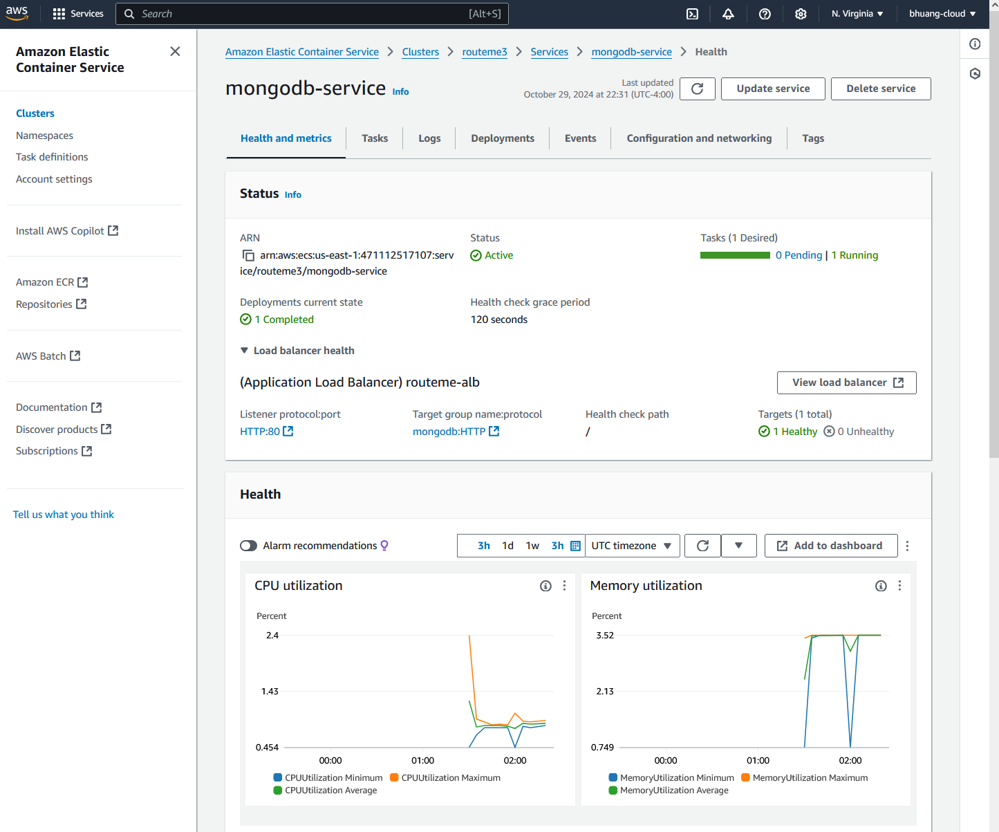 aws
Services
Search
[Alt+S]
N. Virginia
bhuang-cloud
Amazon Elastic
Container Service
Clusters
Namespaces
Task definitions
Account settings
Install AWS Copilot
Amazon ECR
Repositories
AWS Batch
Documentation
Discover products
Subscriptions
Tell us what you think
Amazon Elastic Container Service
Clusters
routeme3
Services
mongodb-service
Health
mongodb-service Info
Last updated
October 29, 2024 at 22:31 (UTC-4:00)
Update service
Delete service
Health and metrics
Tasks
Logs
Deployments
Events
Configuration and networking
Tags
Status Info
ARN
arn:aws:ecs:us-east-1:471112517107:serv
ice/routeme3/mongodb-service
Status
Active
Tasks (1 Desired)
0 Pending | 1 Running
Deployments current state
1 Completed
Health check grace period
120 seconds
Load balancer health
(Application Load Balancer) routeme-alb
View load balancer
Listener protocol:port
HTTP:80
Target group name:protocol
mongodb:HTTP
Health check path
/
Targets (1 total)
1 Healthy 0 Unhealthy
Health
Alarm recommendations
3h 1d 1w 3h
UTC timezone
Add to dashboard
CPU utilization
Percent
2.4
1.43
0.454
00:00 01:00 02:00
CPUUtilization Minimum CPUUtilization Maximum
CPUUtilization Average
Memory utilization
Percent
3.52
2.13
0.749
00:00 01:00 02:00
MemoryUtilization Minimum MemoryUtilization Maximum
MemoryUtilization Average